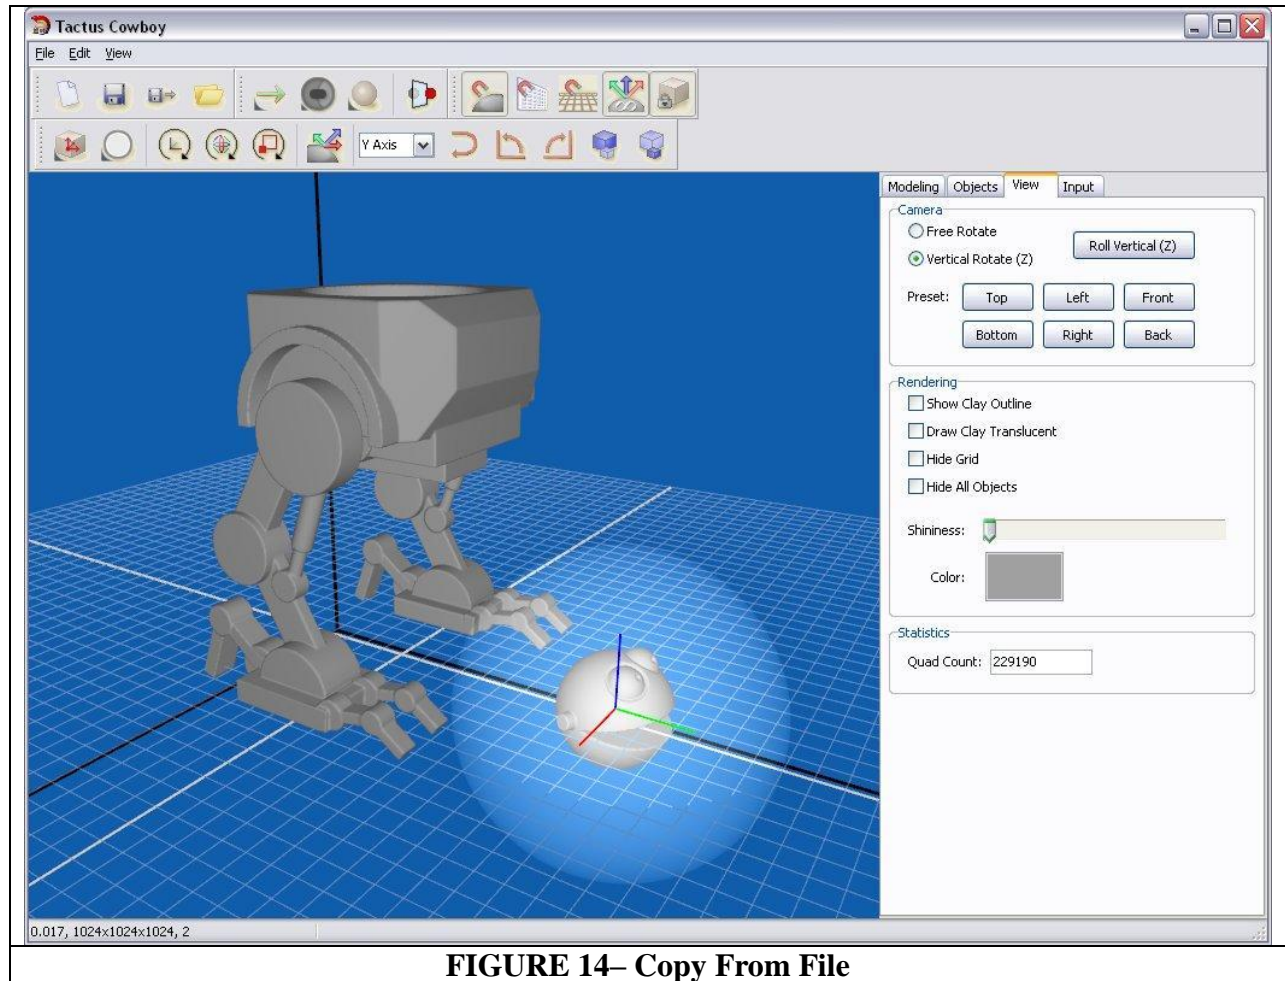 Tactus Cowboy
File Edit View
Y Axis
Modeling Objects View Input
Camera
Free Rotate
Vertical Rotate (Z)
Roll Vertical (Z)
Preset: Top Left Front
Bottom Right Back
Rendering
Show Clay Outline
Draw Clay Translucent
Hide Grid
Hide All Objects
Shininess:
Color:
Statistics
Quad Count: 229190
0.017, 1024x1024x1024, 2
FIGURE 14– Copy From File